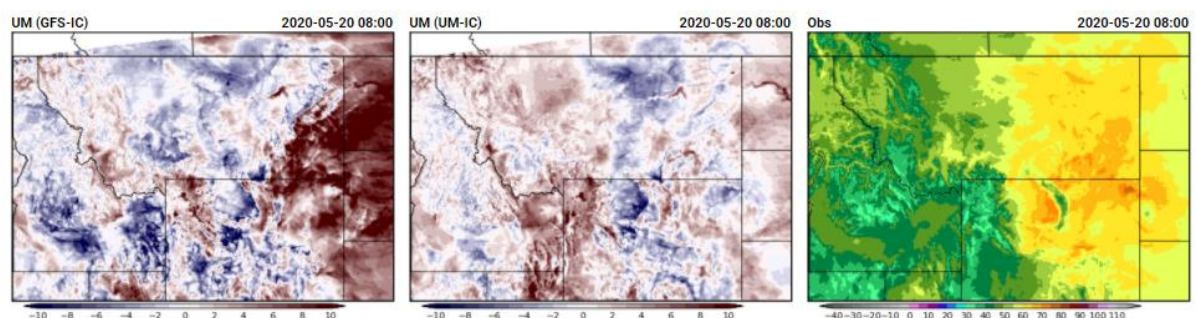 UM (GFS-IC) 2020-05-20 08:00
UM (UM-IC) 2020-05-20 08:00
Obs 2020-05-20 08:00
−10 −8 −6 −4 −2 0 2 4 6 8 10
−10 −8 −6 −4 −2 0 2 4 6 8 10
−40−30−20−10 0 10 20 30 40 50 60 70 80 90 100 110